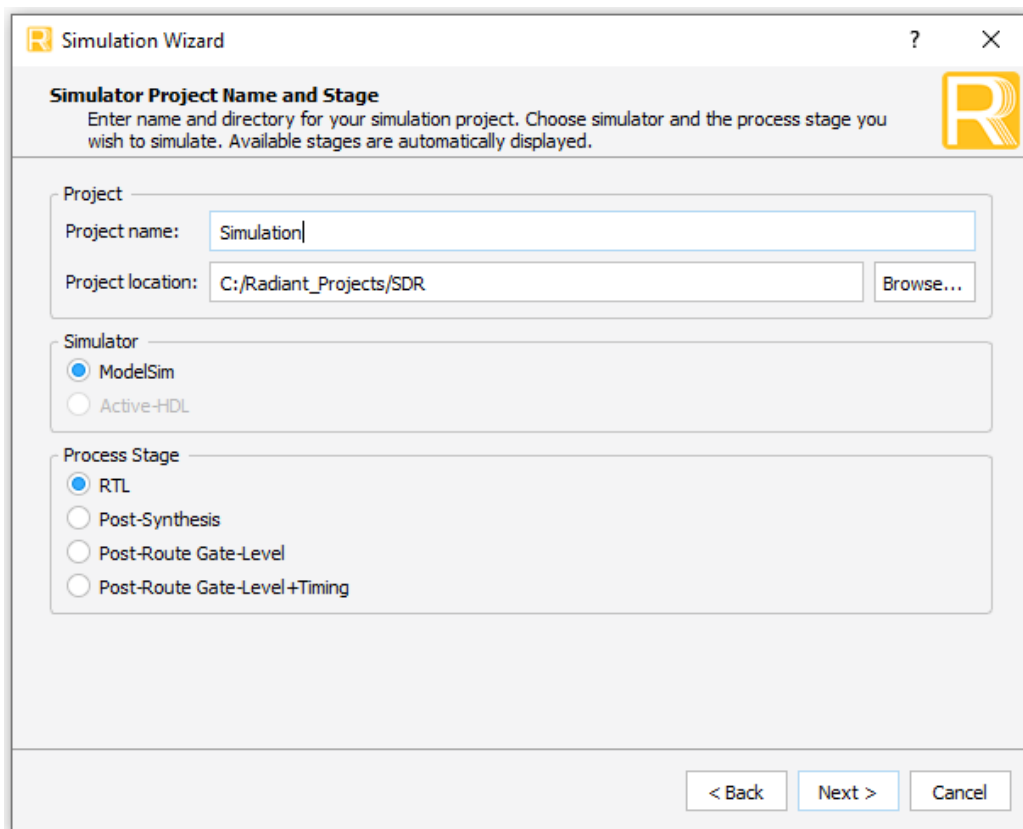 Simulation Wizard
?
Simulator Project Name and Stage
Enter name and directory for your simulation project. Choose simulator and the process stage you
wish to simulate. Available stages are automatically displayed.
Project
Project name: Simulation
Project location: C:/Radiant_Projects/SDR Browse...
Simulator
ModelSim
Active-HDL
Process Stage
RTL
Post-Synthesis
Post-Route Gate-Level
Post-Route Gate-Level+Timing
< Back Next > Cancel